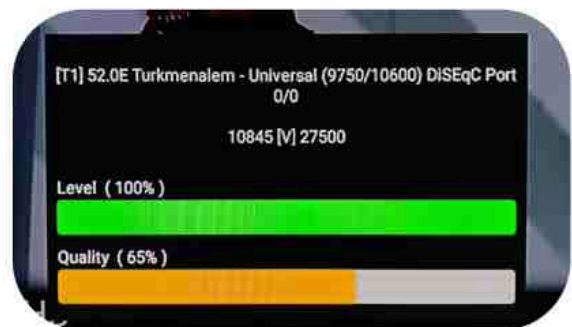 [T1] 52.0E Turkmenalem - Universal (9750/10600) DiSEqC Port
0/0
10845 [V] 27500
Level ( 100% )
Quality ( 65% )